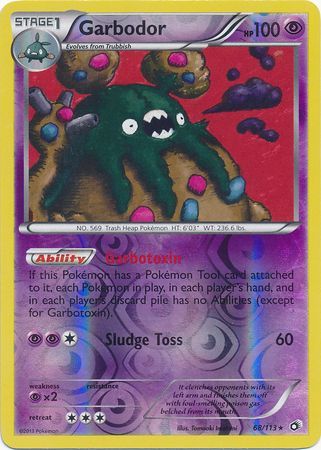 STAGE1
Garbodor
HP100
Evolves from Trubbish
NO. 569 Trash Heap Pokémon HT: 6'03" WT: 236.6 lbs.
Ability Garbotoxin
If this Pokémon has a Pokémon Tool card attached
to it, each Pokémon in play, in each player's hand, and
in each player's discard pile has no Abilities (except
for Garbotoxin).
Sludge Toss 60
weakness resistance
×2
retreat
It clenches opponents with its
left arm and finishes them off
with foul-smelling poison gas
belched from its mouth.
©2013 Pokémon
illus. Tomoaki Imakuni
68/113★